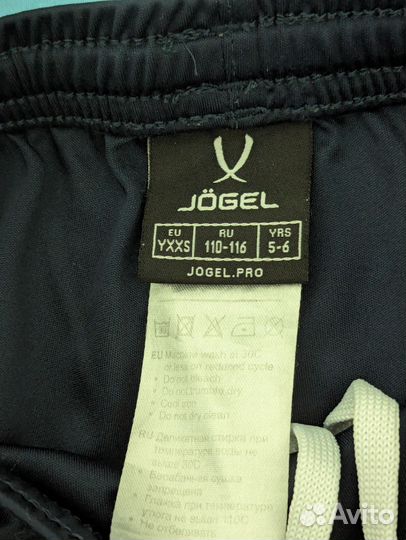 JÖGEL
EU RU YRS
YXXS 110-116 5-6
JOGEL.PRO
EU Machine wash at 30C
or less on reduced cycle
• Do not bleach
• Do not tumble dry
• Cool iron
• Do not dry clean
RU Деликатная стирка при
температуре воды не
выше 30С
• Барабанная сушка
запрещена
• Глажка при температуре
утюга не выше 110С
• Не отбеливать
Avito